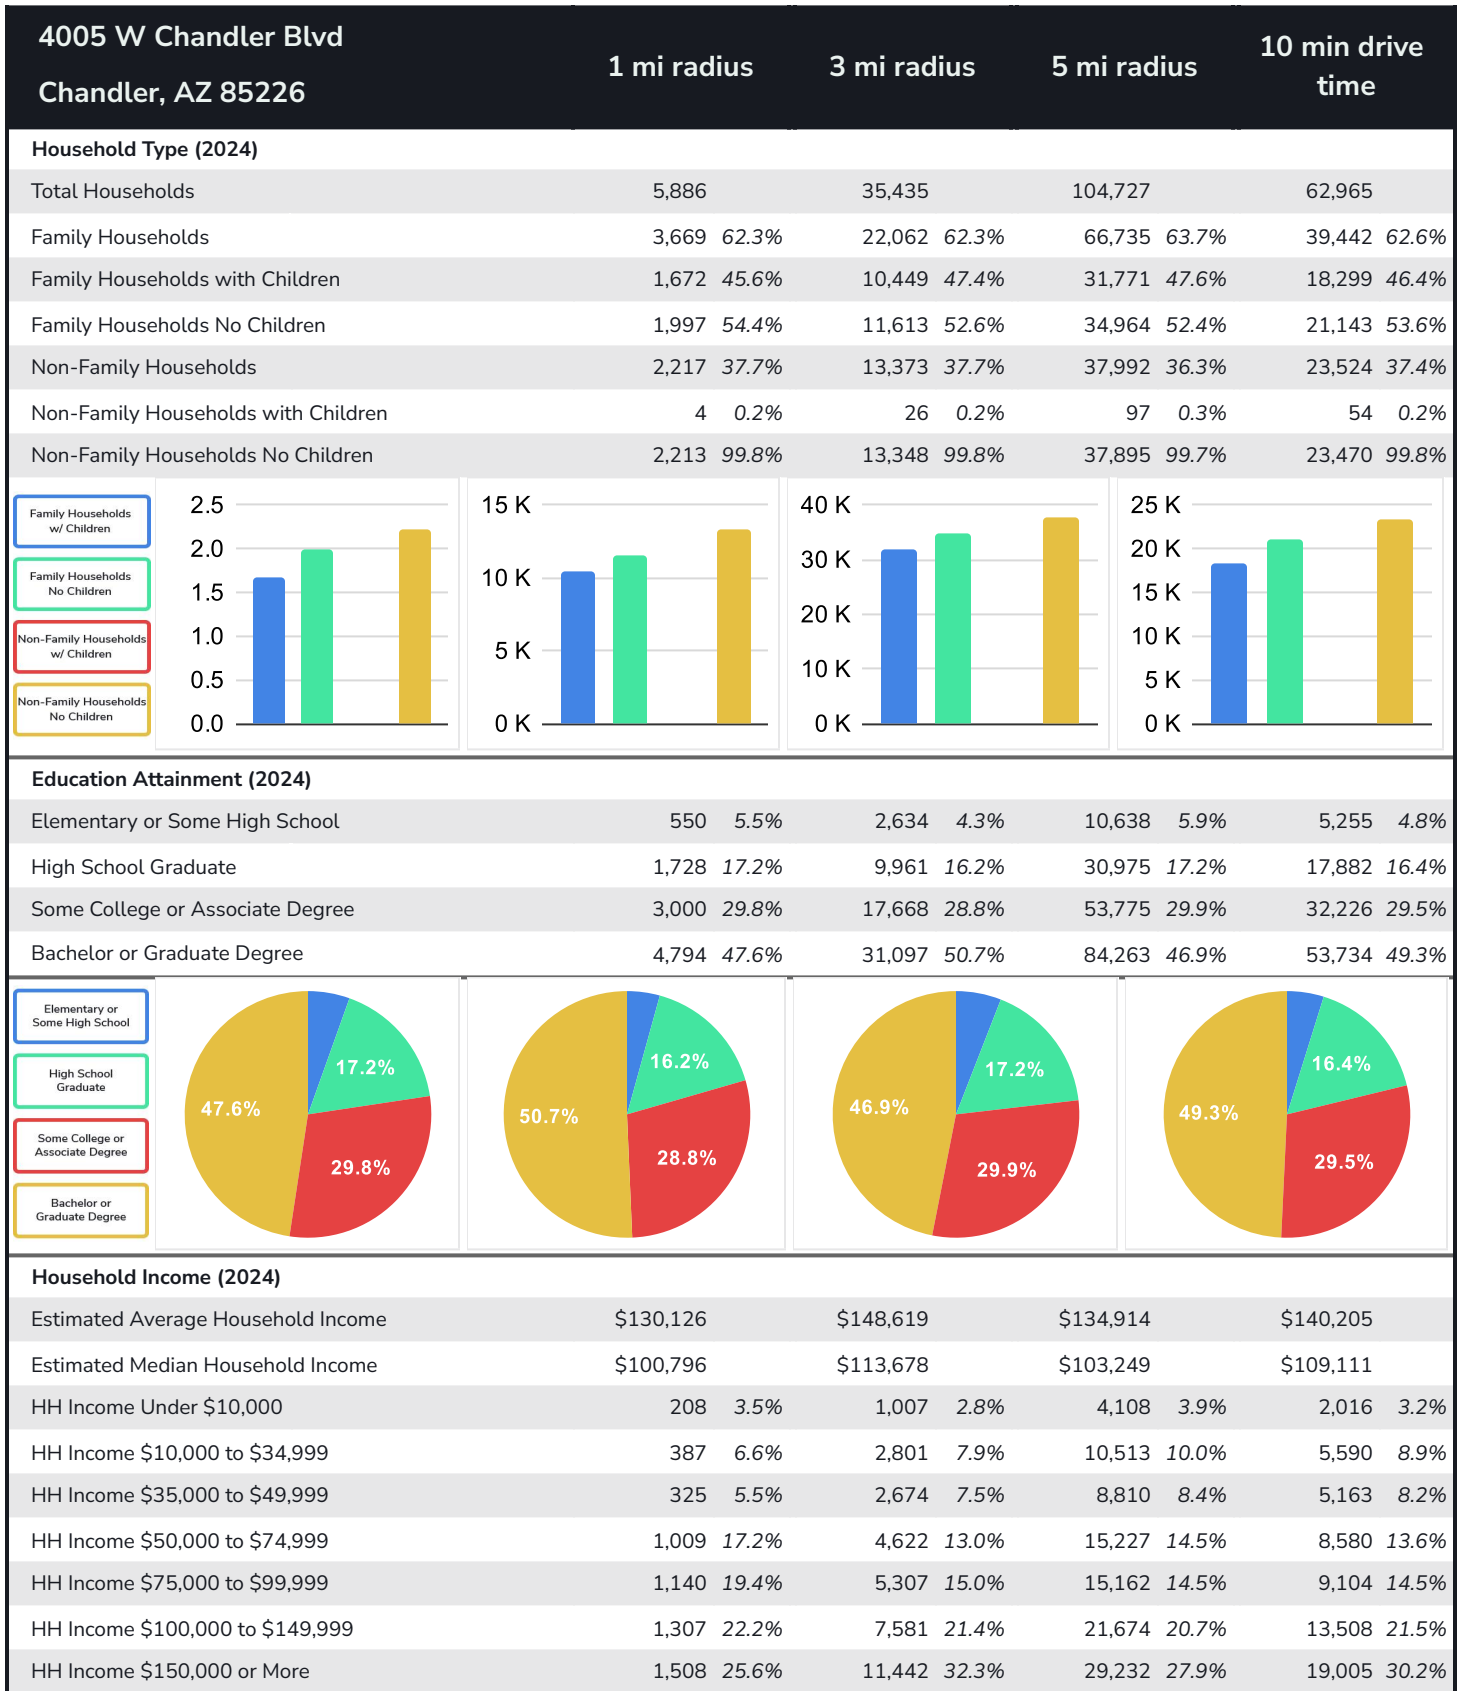 4005 W Chandler Blvd
Chandler, AZ 85226
1 mi radius 3 mi radius 5 mi radius 10 min drive time
Household Type (2024)
Total Households 5,886 35,435 104,727 62,965
Family Households 3,669 62.3% 22,062 62.3% 66,735 63.7% 39,442 62.6%
Family Households with Children 1,672 45.6% 10,449 47.4% 31,771 47.6% 18,299 46.4%
Family Households No Children 1,997 54.4% 11,613 52.6% 34,964 52.4% 21,143 53.6%
Non-Family Households 2,217 37.7% 13,373 37.7% 37,992 36.3% 23,524 37.4%
Non-Family Households with Children 4 0.2% 26 0.2% 97 0.3% 54 0.2%
Non-Family Households No Children 2,213 99.8% 13,348 99.8% 37,895 99.7% 23,470 99.8%
Family Households
w/ Children
Family Households
No Children
Non-Family Households
w/ Children
Non-Family Households
No Children
2.5
2.0
1.5
1.0
0.5
0.0
15 K
10 K
5 K
0 K
40 K
30 K
20 K
10 K
0 K
25 K
20 K
15 K
10 K
5 K
0 K
Education Attainment (2024)
Elementary or Some High School 550 5.5% 2,634 4.3% 10,638 5.9% 5,255 4.8%
High School Graduate 1,728 17.2% 9,961 16.2% 30,975 17.2% 17,882 16.4%
Some College or Associate Degree 3,000 29.8% 17,668 28.8% 53,775 29.9% 32,226 29.5%
Bachelor or Graduate Degree 4,794 47.6% 31,097 50.7% 84,263 46.9% 53,734 49.3%
Elementary or
Some High School
High School
Graduate
Some College or
Associate Degree
Bachelor or
Graduate Degree
17.2%
47.6%
29.8%
16.2%
50.7%
28.8%
17.2%
46.9%
29.9%
16.4%
49.3%
29.5%
Household Income (2024)
Estimated Average Household Income $130,126 $148,619 $134,914 $140,205
Estimated Median Household Income $100,796 $113,678 $103,249 $109,111
HH Income Under $10,000 208 3.5% 1,007 2.8% 4,108 3.9% 2,016 3.2%
HH Income $10,000 to $34,999 387 6.6% 2,801 7.9% 10,513 10.0% 5,590 8.9%
HH Income $35,000 to $49,999 325 5.5% 2,674 7.5% 8,810 8.4% 5,163 8.2%
HH Income $50,000 to $74,999 1,009 17.2% 4,622 13.0% 15,227 14.5% 8,580 13.6%
HH Income $75,000 to $99,999 1,140 19.4% 5,307 15.0% 15,162 14.5% 9,104 14.5%
HH Income $100,000 to $149,999 1,307 22.2% 7,581 21.4% 21,674 20.7% 13,508 21.5%
HH Income $150,000 or More 1,508 25.6% 11,442 32.3% 29,232 27.9% 19,005 30.2%